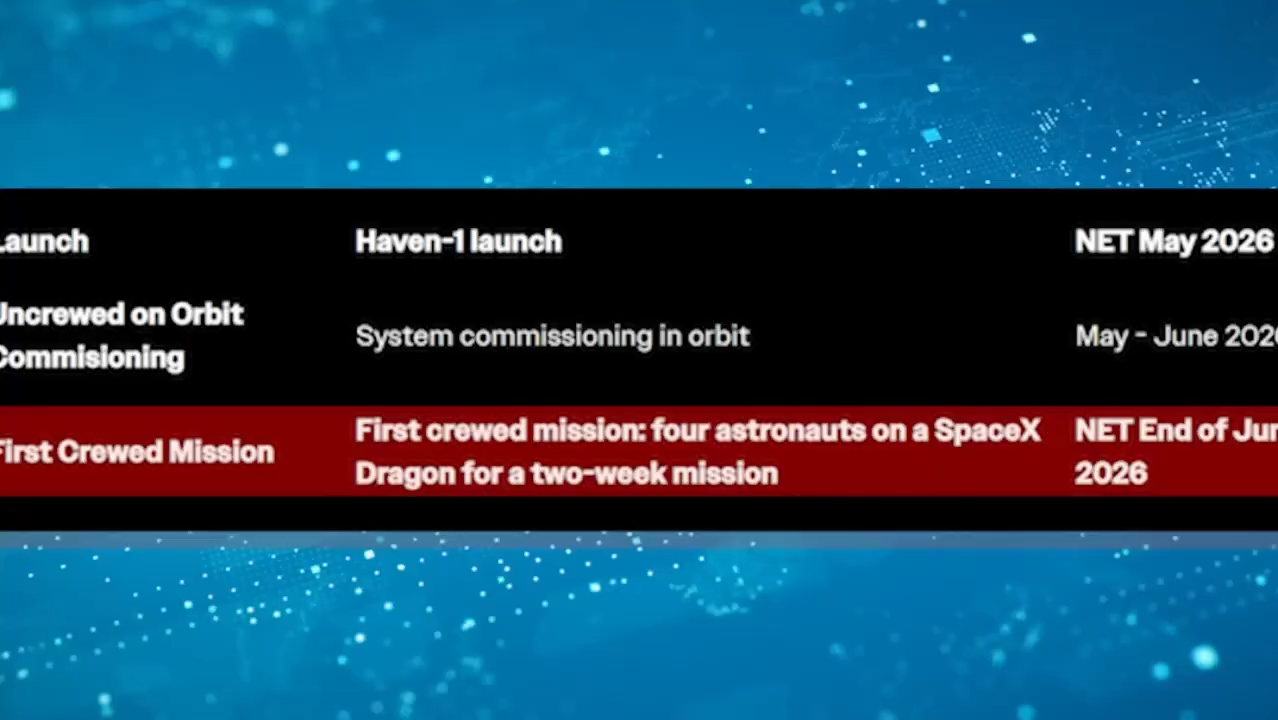 Launch
Haven-1 launch
NET May 2026
Uncrewed on Orbit
Commisioning
System commissioning in orbit
May - June 2026
First Crewed Mission
First crewed mission: four astronauts on a SpaceX
Dragon for a two-week mission
NET End of Jun
2026